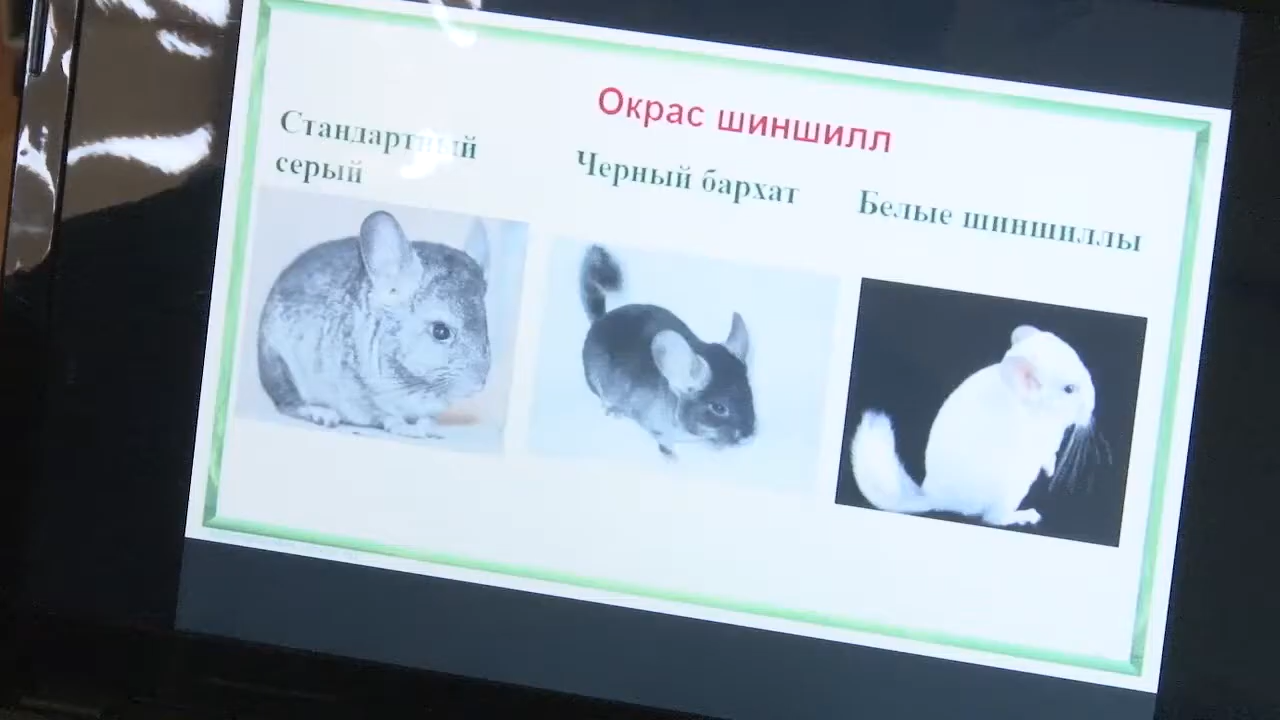 Окрас шиншилл
Стандартный
серый
Черный бархат
Белые шиншиллы